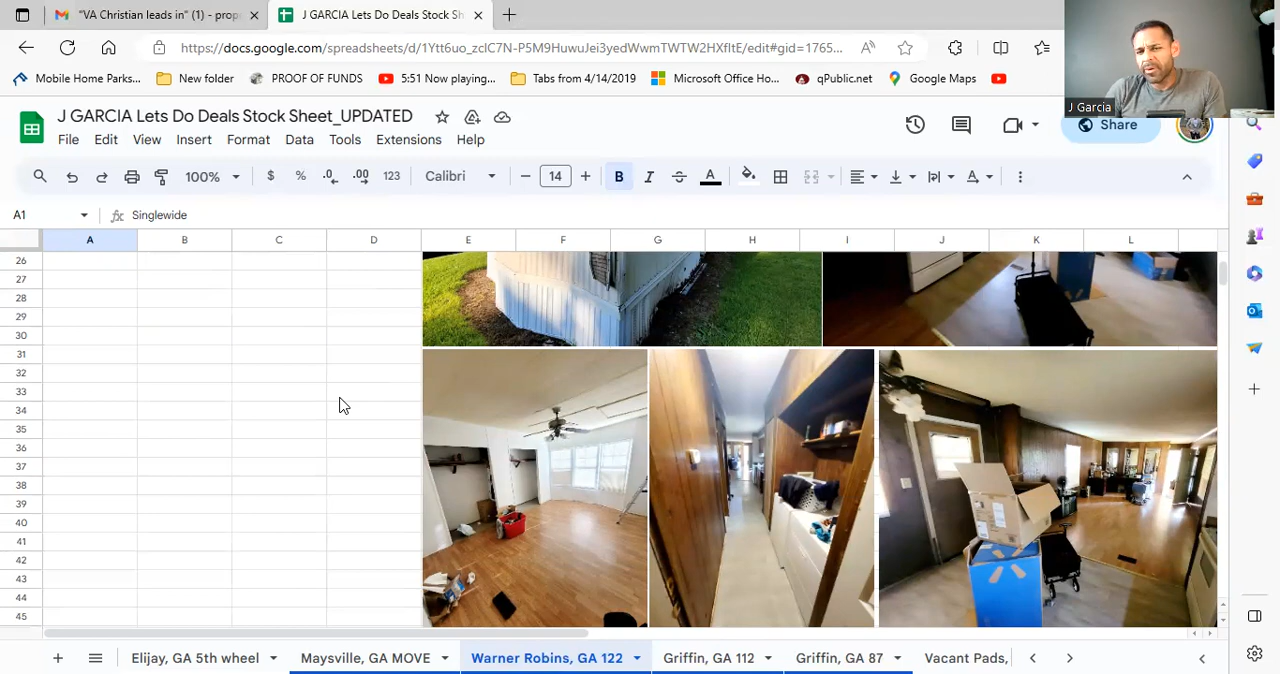 "VA Christian leads in" (1) - prop
J GARCIA Lets Do Deals Stock Sh
https://docs.google.com/spreadsheets/d/1Ytt6uo_zclC7N-P5M9HuwuJei3yedWwmTWTW2HXfItE/edit#gid=1765...
Mobile Home Parks...
New folder
PROOF OF FUNDS
5:51 Now playing...
Tabs from 4/14/2019
Microsoft Office Ho...
qPublic.net
Google Maps
J Garcia
J GARCIA Lets Do Deals Stock Sheet_UPDATED
Share
File Edit View Insert Format Data Tools Extensions Help
100% $ % .0 .00 123 Calibri 14 B I A
A1 fx Singlewide
A B C D E F G H I J K L
26
27
28
29
30
31
32
33
34
35
36
37
38
39
40
41
42
43
44
45
Elijay, GA 5th wheel Maysville, GA MOVE Warner Robins, GA 122 Griffin, GA 112 Griffin, GA 87 Vacant Pads,